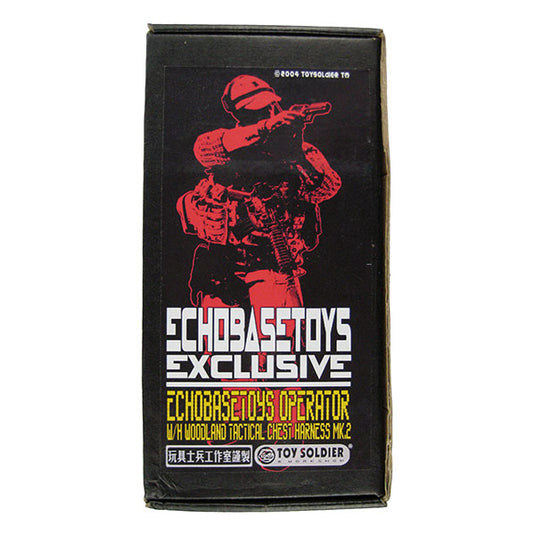 ©2004 TOYSOLDIER TM
ECHOBASETOYS
EXCLUSIVE
ECHOBASETOYS OPERATOR
W/H WOODLAND TACTICAL CHEST HARNESS MK.2
玩具士兵工作室謹製
TOY SOLDIER ®
& WORKSHOP